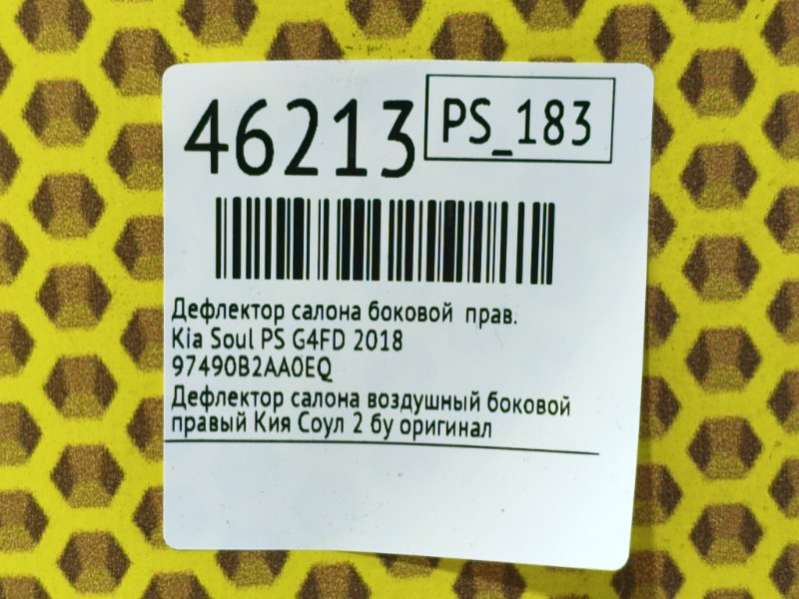 46213
PS_183
Дефлектор салона боковой прав.
Kia Soul PS G4FD 2018
97490B2AA0EQ
Дефлектор салона воздушный боковой
правый Кия Соул 2 бу оригинал